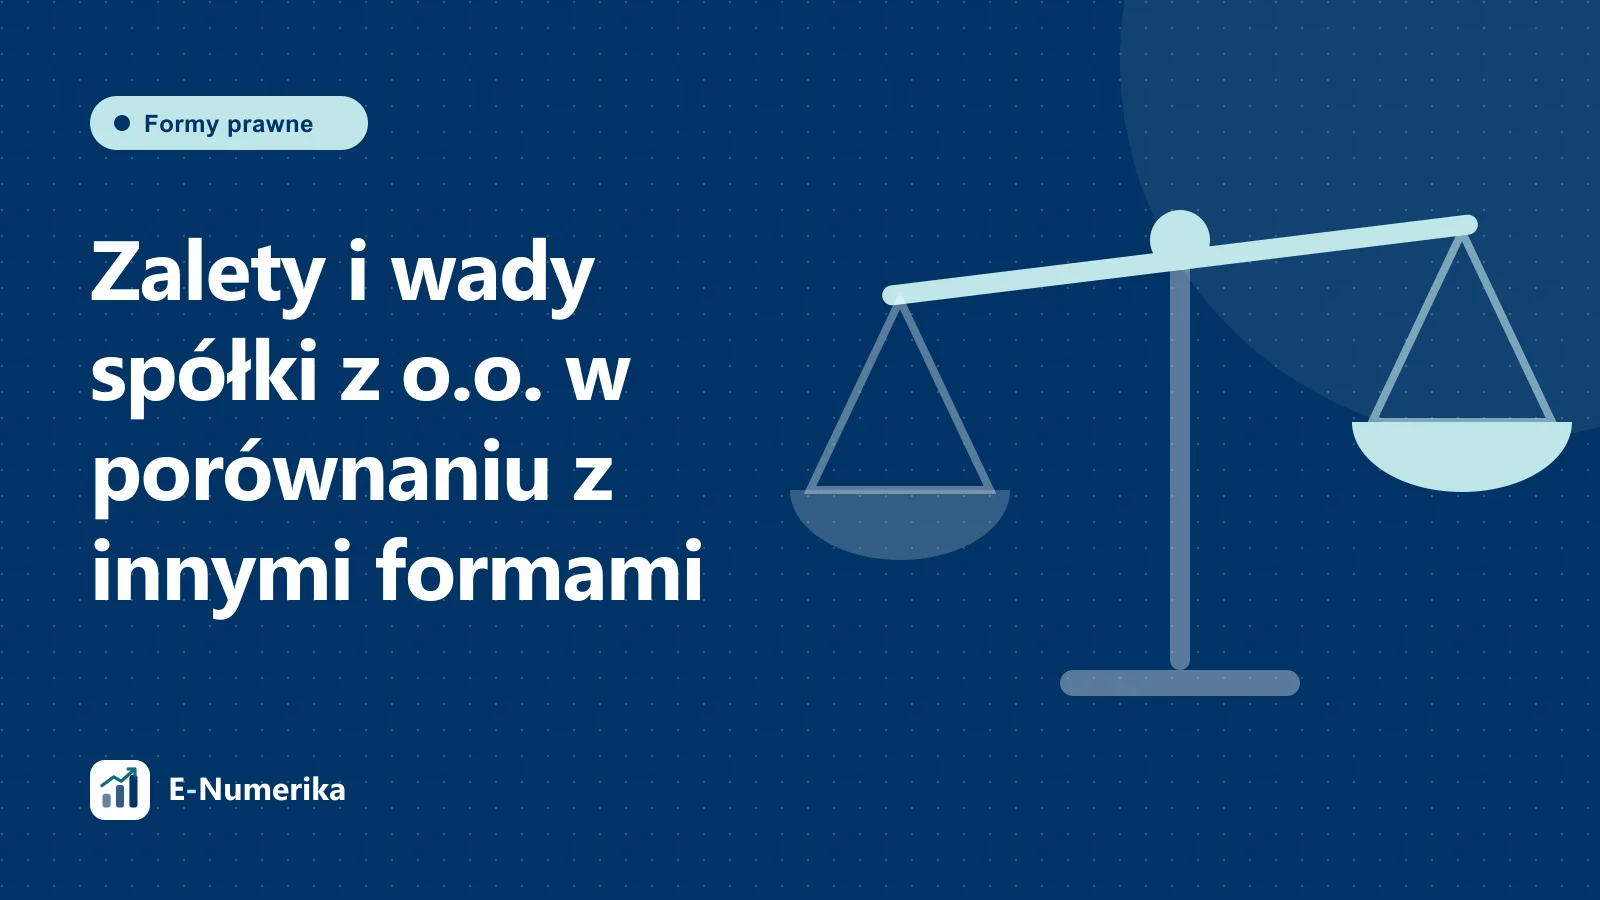 Formy prawne
Zalety i wady
spółki z o.o. w
porównaniu z
innymi formami
E-Numerika